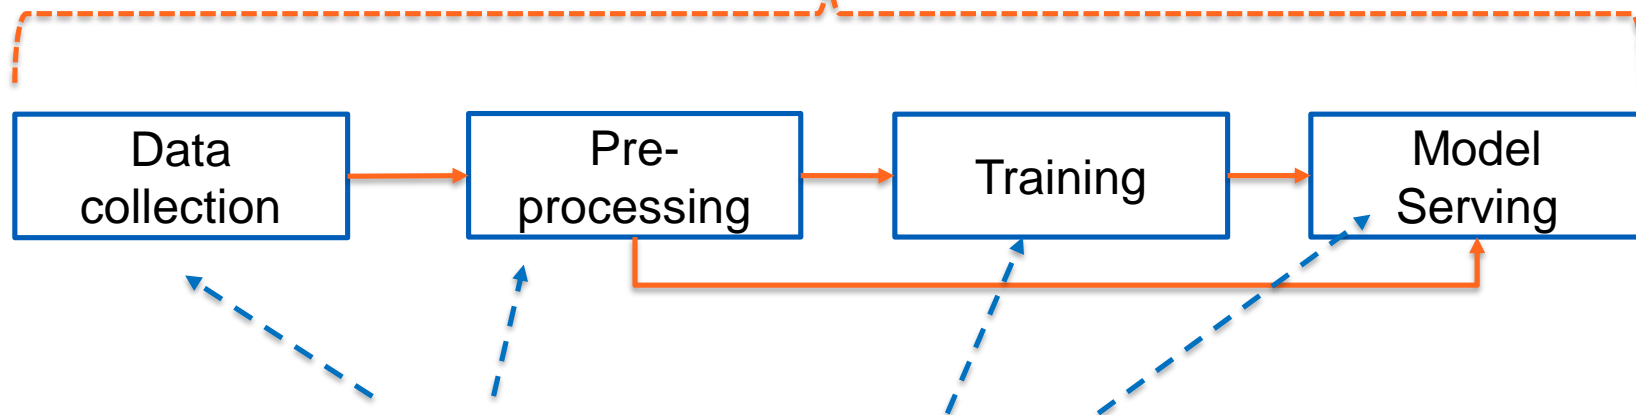 Data
collection
Pre-
processing
Training
Model
Serving